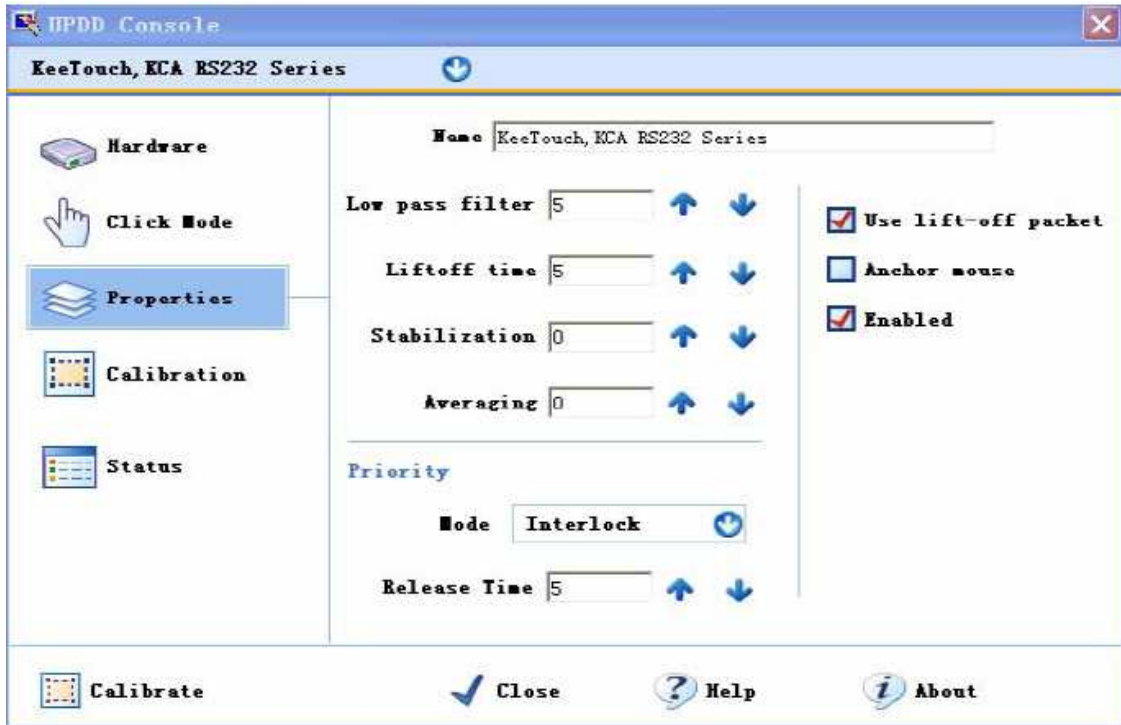 UPDD Console
KeeTouch,KCA RS232 Series
Hardware
Click Mode
Properties
Calibration
Status
Name KeeTouch,KCA RS232 Series
Low pass filter 5
Liftoff time 5
Stabilization 0
Averaging 0
Use lift-off packet
Anchor mouse
Enabled
Priority
Mode Interlock
Release Time 5
Calibrate
Close
Help
About